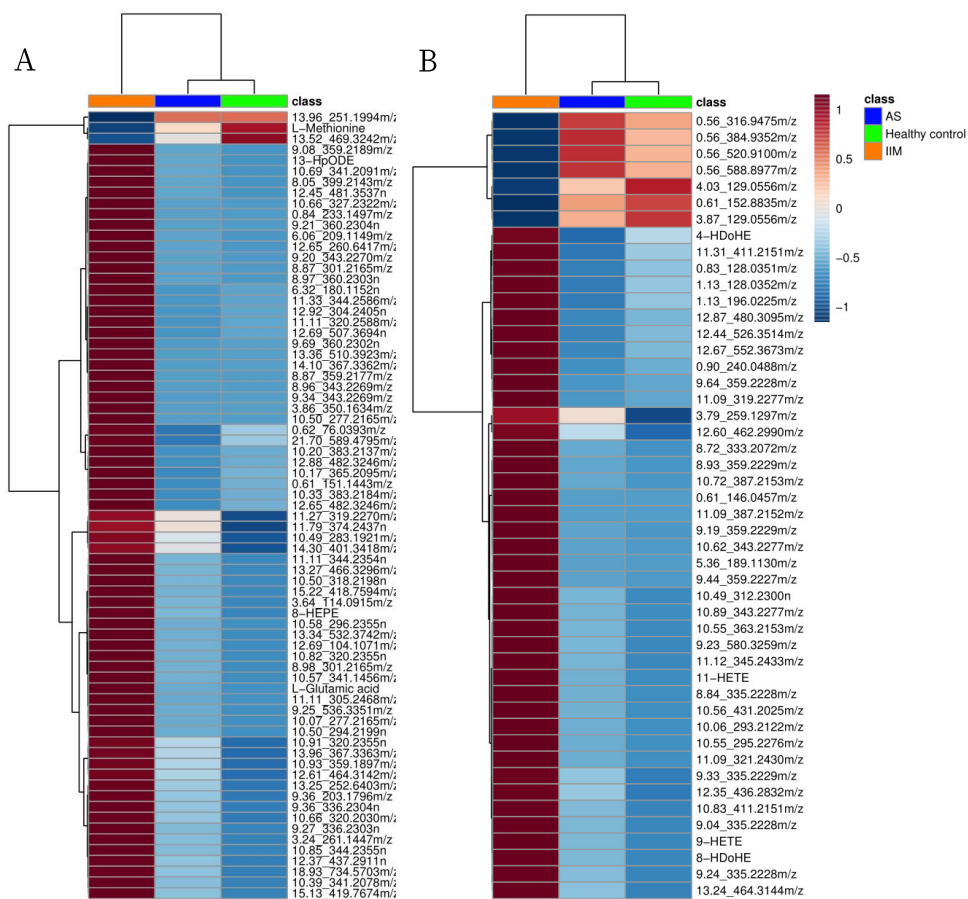 A
class
13.96_251.1994m/z
L−Methionine
13.52_469.3242m/z
9.08_359.2189m/z
13−HpODE
10.69_341.2091m/z
8.05_399.2143m/z
12.45_481.3537n
10.66_327.2322m/z
0.84_233.1497m/z
9.21_360.2304n
6.06_209.1149m/z
12.65_260.6417m/z
9.20_343.2270m/z
8.87_301.2165m/z
8.97_360.2303n
6.32_180.1152n
11.33_344.2586m/z
12.92_304.2405n
11.11_320.2588m/z
12.69_507.3694n
9.69_360.2302n
13.36_510.3923m/z
14.10_367.3362m/z
8.87_359.2177m/z
8.96_343.2269m/z
9.34_343.2269m/z
3.86_350.1634m/z
10.50_277.2165m/z
0.62_76.0393m/z
21.70_589.4795m/z
10.20_383.2137m/z
12.88_482.3246m/z
10.17_365.2095m/z
0.61_151.1443m/z
10.33_383.2184m/z
12.65_482.3246m/z
11.27_319.2270m/z
11.79_374.2437n
10.49_283.1921m/z
14.30_401.3418m/z
11.11_344.2354n
13.27_466.3296m/z
10.50_318.2198n
15.22_418.7594m/z
3.64_114.0915m/z
8−HEPE
10.58_296.2355n
13.34_532.3742m/z
12.69_104.1071m/z
10.82_320.2355n
8.98_301.2165m/z
10.57_341.1456m/z
L−Glutamic acid
11.11_305.2468m/z
9.25_536.3351m/z
10.07_277.2165m/z
10.50_294.2199n
10.91_320.2355n
13.96_367.3363m/z
10.93_359.1897m/z
12.61_464.3142m/z
13.25_252.6403m/z
9.36_203.1796m/z
9.36_336.2304n
10.66_320.2030m/z
9.27_336.2303n
3.24_261.1447m/z
10.85_344.2355n
12.37_437.2911n
18.93_734.5703m/z
10.39_341.2078m/z
15.13_419.7674m/z
B
class
0.56_316.9475m/z
0.56_384.9352m/z
0.56_520.9100m/z
0.56_588.8977m/z
4.03_129.0556m/z
0.61_152.8835m/z
3.87_129.0556m/z
4−HDoHE
11.31_411.2151m/z
0.83_128.0351m/z
1.13_128.0352m/z
1.13_196.0225m/z
12.87_480.3095m/z
12.44_526.3514m/z
12.67_552.3673m/z
0.90_240.0488m/z
9.64_359.2228m/z
11.09_319.2277m/z
3.79_259.1297m/z
12.60_462.2990m/z
8.72_333.2072m/z
8.93_359.2229m/z
10.72_387.2153m/z
0.61_146.0457m/z
11.09_387.2152m/z
9.19_359.2229m/z
10.62_343.2277m/z
5.36_189.1130m/z
9.44_359.2227m/z
10.49_312.2300n
10.89_343.2277m/z
10.55_363.2153m/z
9.23_580.3259m/z
11.12_345.2433m/z
11−HETE
8.84_335.2228m/z
10.56_431.2025m/z
10.06_293.2122m/z
10.55_295.2276m/z
11.09_321.2430m/z
9.33_335.2229m/z
12.35_436.2832m/z
10.83_411.2151m/z
9.04_335.2228m/z
9−HETE
8−HDoHE
9.24_335.2228m/z
13.24_464.3144m/z
1
0.5
0
−0.5
−1
class
AS
Healthy control
IIM